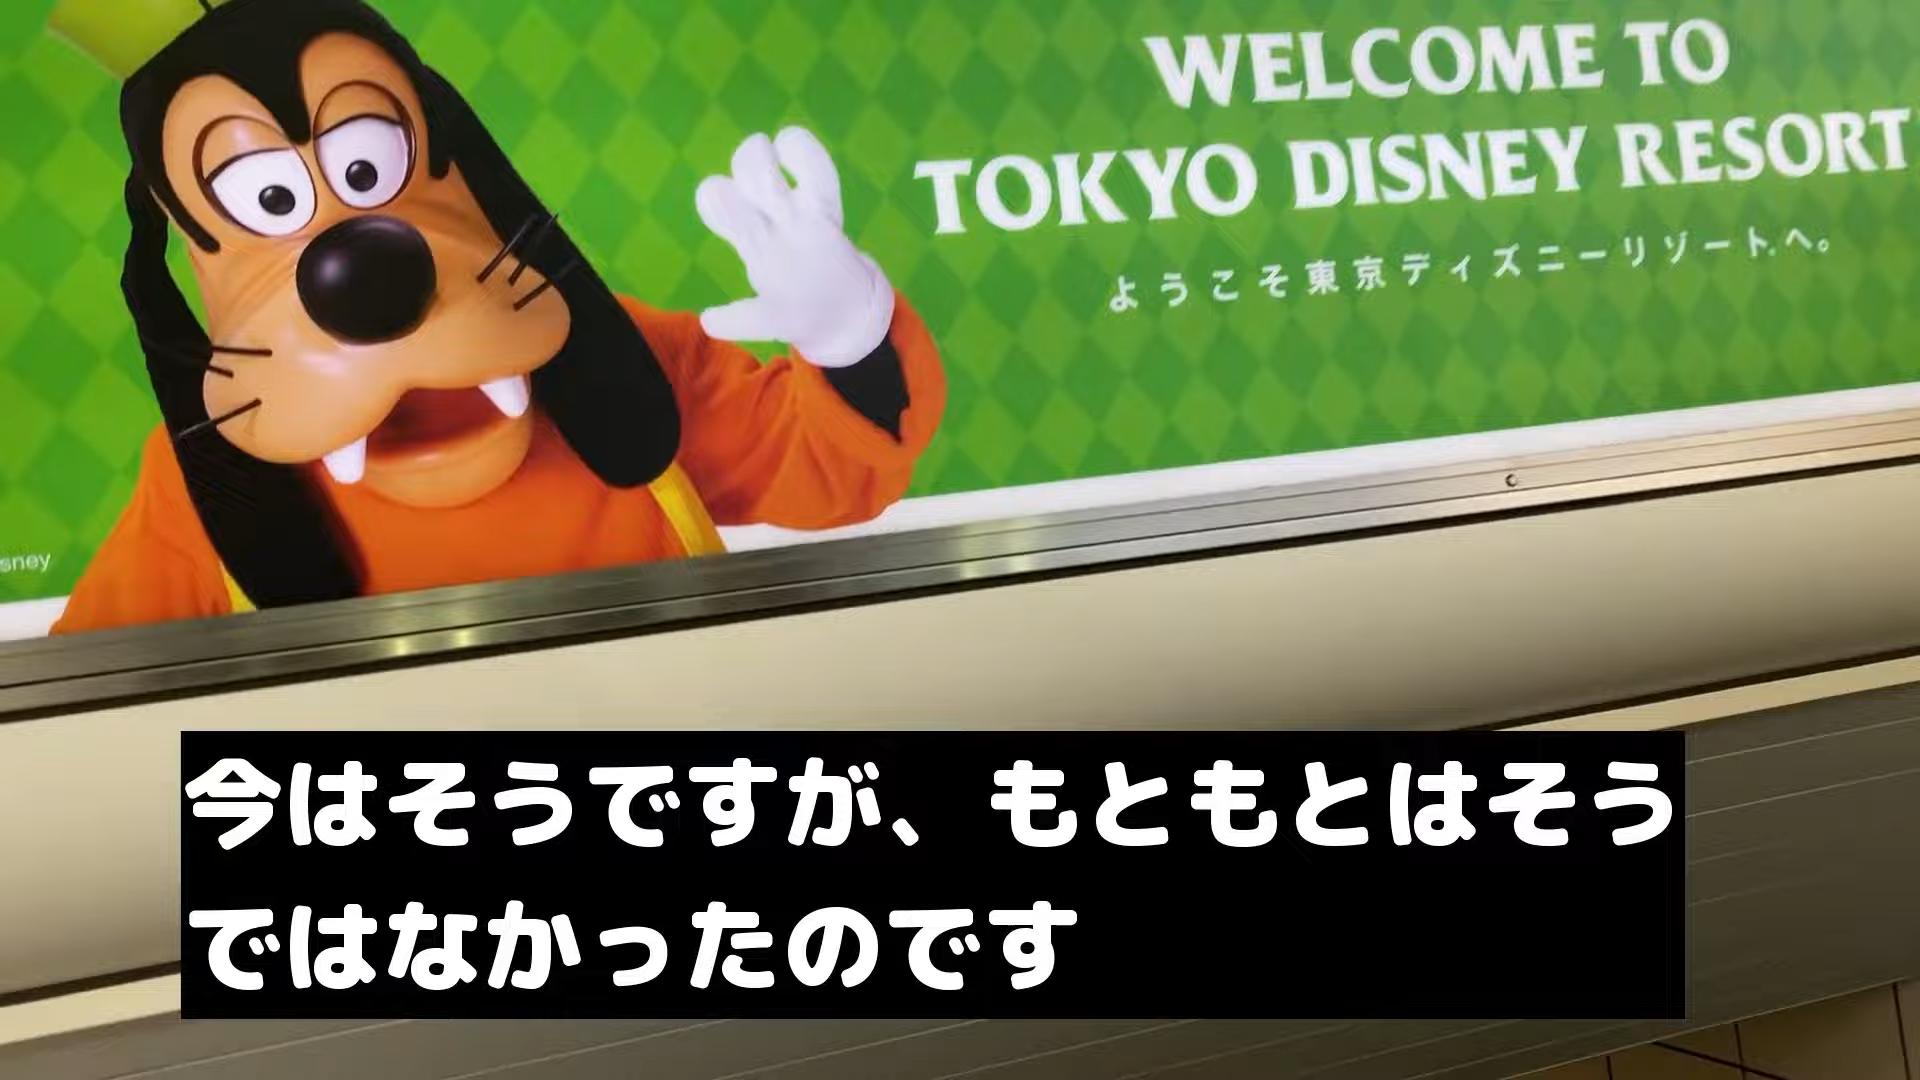 WELCOME TO
TOKYO DISNEY RESORT
ようこそ東京ディズニーリゾートへ。
sney
今はそうですが、もともとはそう
ではなかったのです